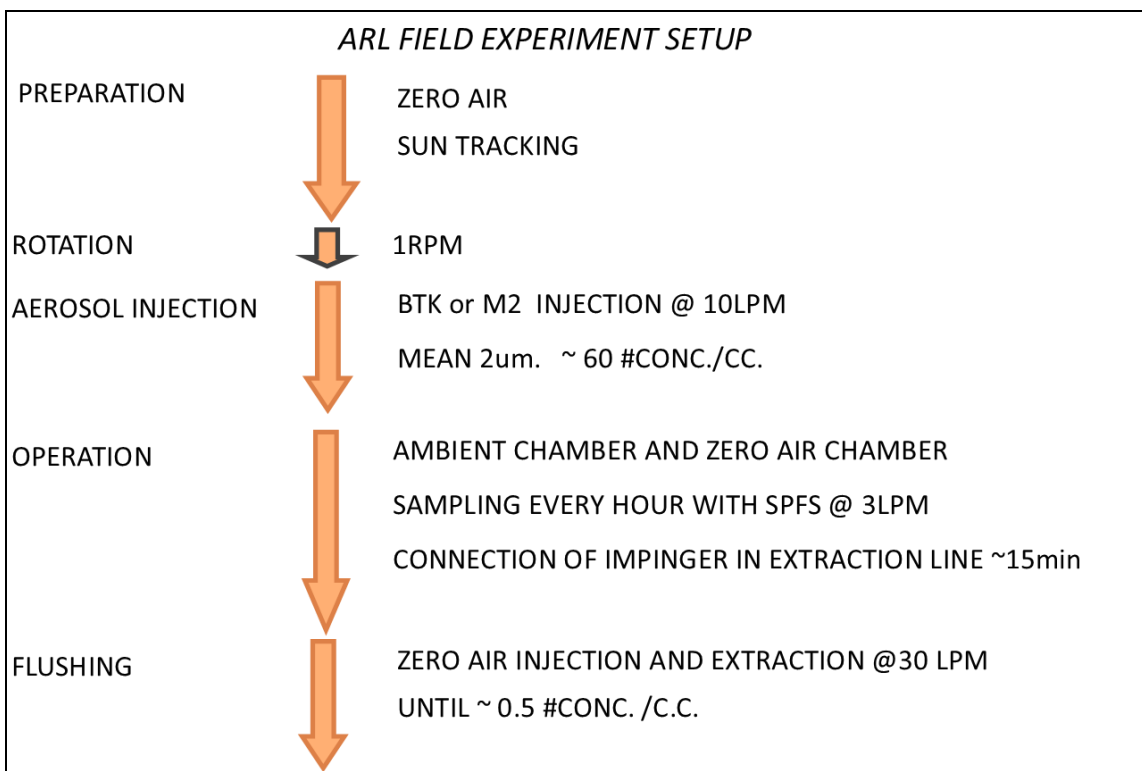 ARL FIELD EXPERIMENT SETUP
PREPARATION
ZERO AIR
SUN TRACKING
ROTATION
1RPM
AEROSOL INJECTION
BTK or M2 INJECTION @ 10LPM
MEAN 2um. ~ 60 #CONC./CC.
OPERATION
AMBIENT CHAMBER AND ZERO AIR CHAMBER
SAMPLING EVERY HOUR WITH SPFS @ 3LPM
CONNECTION OF IMPINGER IN EXTRACTION LINE ~15min
FLUSHING
ZERO AIR INJECTION AND EXTRACTION @30 LPM
UNTIL ~ 0.5 #CONC. /C.C.